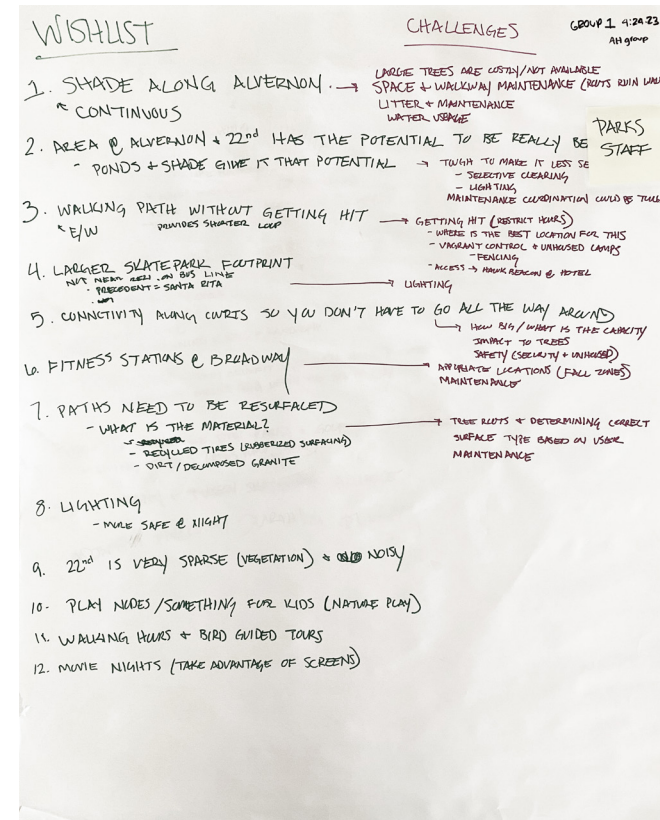 WISHLIST
CHALLENGES
GROUP 1 4.24.23
AH group
1. SHADE ALONG ALVERNON. → LARGE TREES ARE COSTLY/NOT AVAILABLE
SPACE & WALKWAY MAINTENANCE (ROOTS RUIN
CONTINUOUS
LITTER & MAINTENANCE
WATER USAGE
2. AREA @ ALVERNON & 22nd HAS THE POTENTIAL TO BE REALLY BE
PARKS
STAFF
- PONDS & SHADE GIVE IS THAT POTENTIAL → TOUGH TO MAKE IT LESS SE
- SELECTIVE CLEARING
- LIGHTING
MAINTENANCE COORDINATION COULD BE
3. WALKING PATH WITHOUT GETTING HIT → GETTING HIT (RESTRICT HOURS)
E/W PROVIDES SHORTER LOOP
- WHERE IS THE BEST LOCATION FOR THIS
- VAGRANT CONTROL & UNHOUSED CAMPS
- FENCING
- ACCESS → HAWK BEACON @ HOTEL
4. LARGER SKATEPARK FOOTPRINT → LIGHTING
NOT NEAR ON BUS LINE
· PRECEDENT = SANTA RITA
5. CONNCTIVITY ALONG CURTS SO YOU DON'T HAVE TO GO ALL THE WAY AROUND
→ HOW BIG/WHAT IS THE CAPACITY
IMPACT TO TREES
SAFETY (SECURITY & UNHOUSED)
6. FITNESS STATIONS @ BROADWAY → APPROPRIATE LOCATIONS (FALL ZONES)
MAINTENANCE
7. PATHS NEED TO BE RESURFACED
- WHAT IS THE MATERIAL? → TREE ROOTS & DETERMINING CORRECT
SURFACE TYPE BASED ON USER
MAINTENANCE
- RECYCLED TIRES (RUBBERIZED SURFACING)
- DIRT/DECOMPOSED GRANITE
8. LIGHTING
- MORE SAFE @ NIGHT
9. 22nd IS VERY SPARSE (VEGETATION) & NOISY
10. PLAY NODES/SOMETHING FOR KIDS (NATURE PLAY)
11. WALKING HOURS & BIRD GUIDED TOURS
12. MOVIE NIGHTS (TAKE ADVANTAGE OF SCREENS)